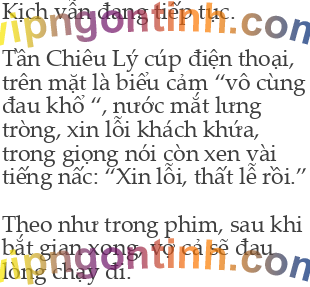 Kịch vẫn đang tiếp tục.
Tần Chiêu Lý cúp điện thoại,
trên mặt là biểu cảm “vô cùng
đau khổ “, nước mắt lưng
tròng, xin lỗi khách khứa,
trong giọng nói còn xen vài
tiếng nấc: “Xin lỗi, thất lễ rồi.”
Theo như trong phim, sau khi
bắt gian xong, vợ cả sẽ đau
lòng chạy đi.
vipngontinh.com
vipngontinh.com